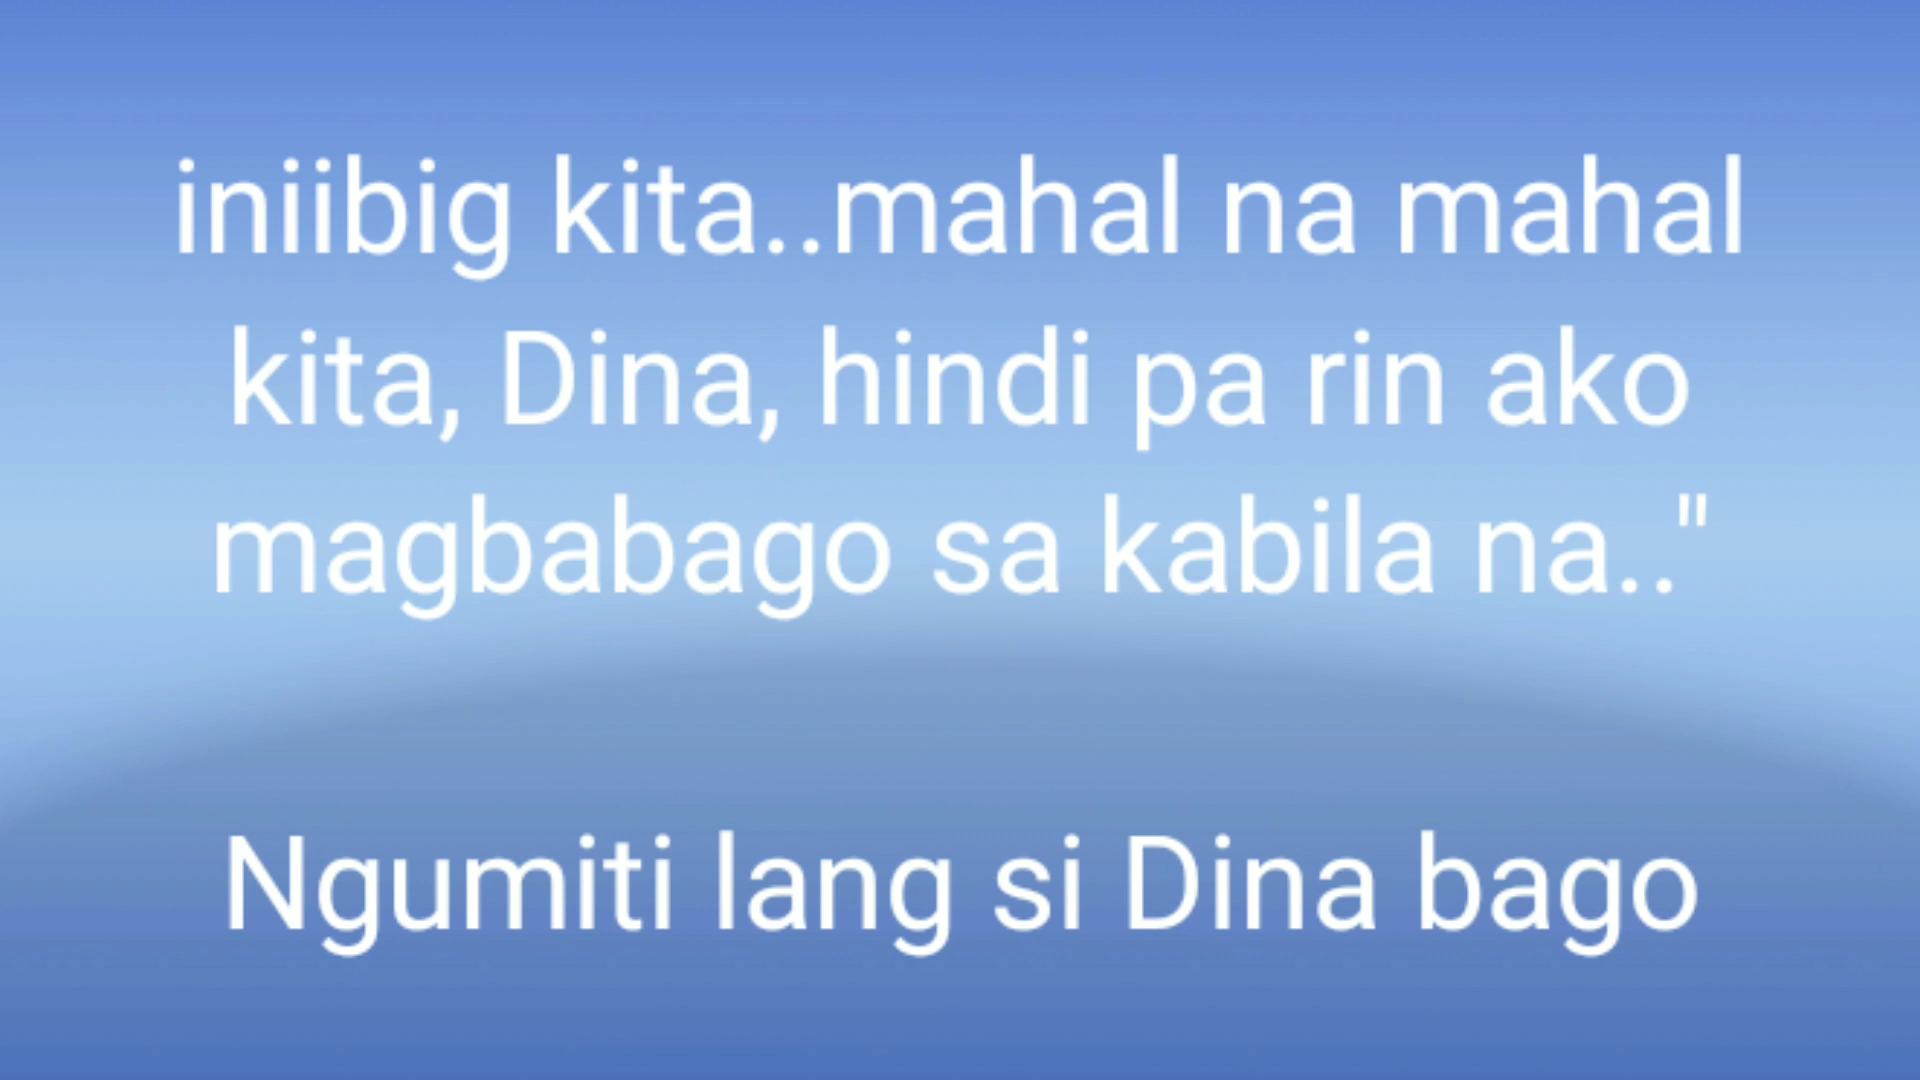 iniibig kita..mahal na mahal
kita, Dina, hindi pa rin ako
magbabago sa kabila na.."
Ngumiti lang si Dina bago